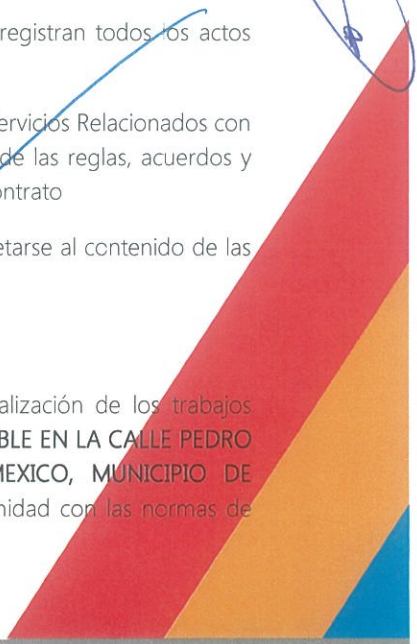 registran todos los actos
ervicios Relacionados con
de las reglas, acuerdos y
ontrato
etarse al contenido de las
alización de los trabajos
BLE EN LA CALLE PEDRO
MEXICO, MUNICIPIO DE
nidad con las normas de